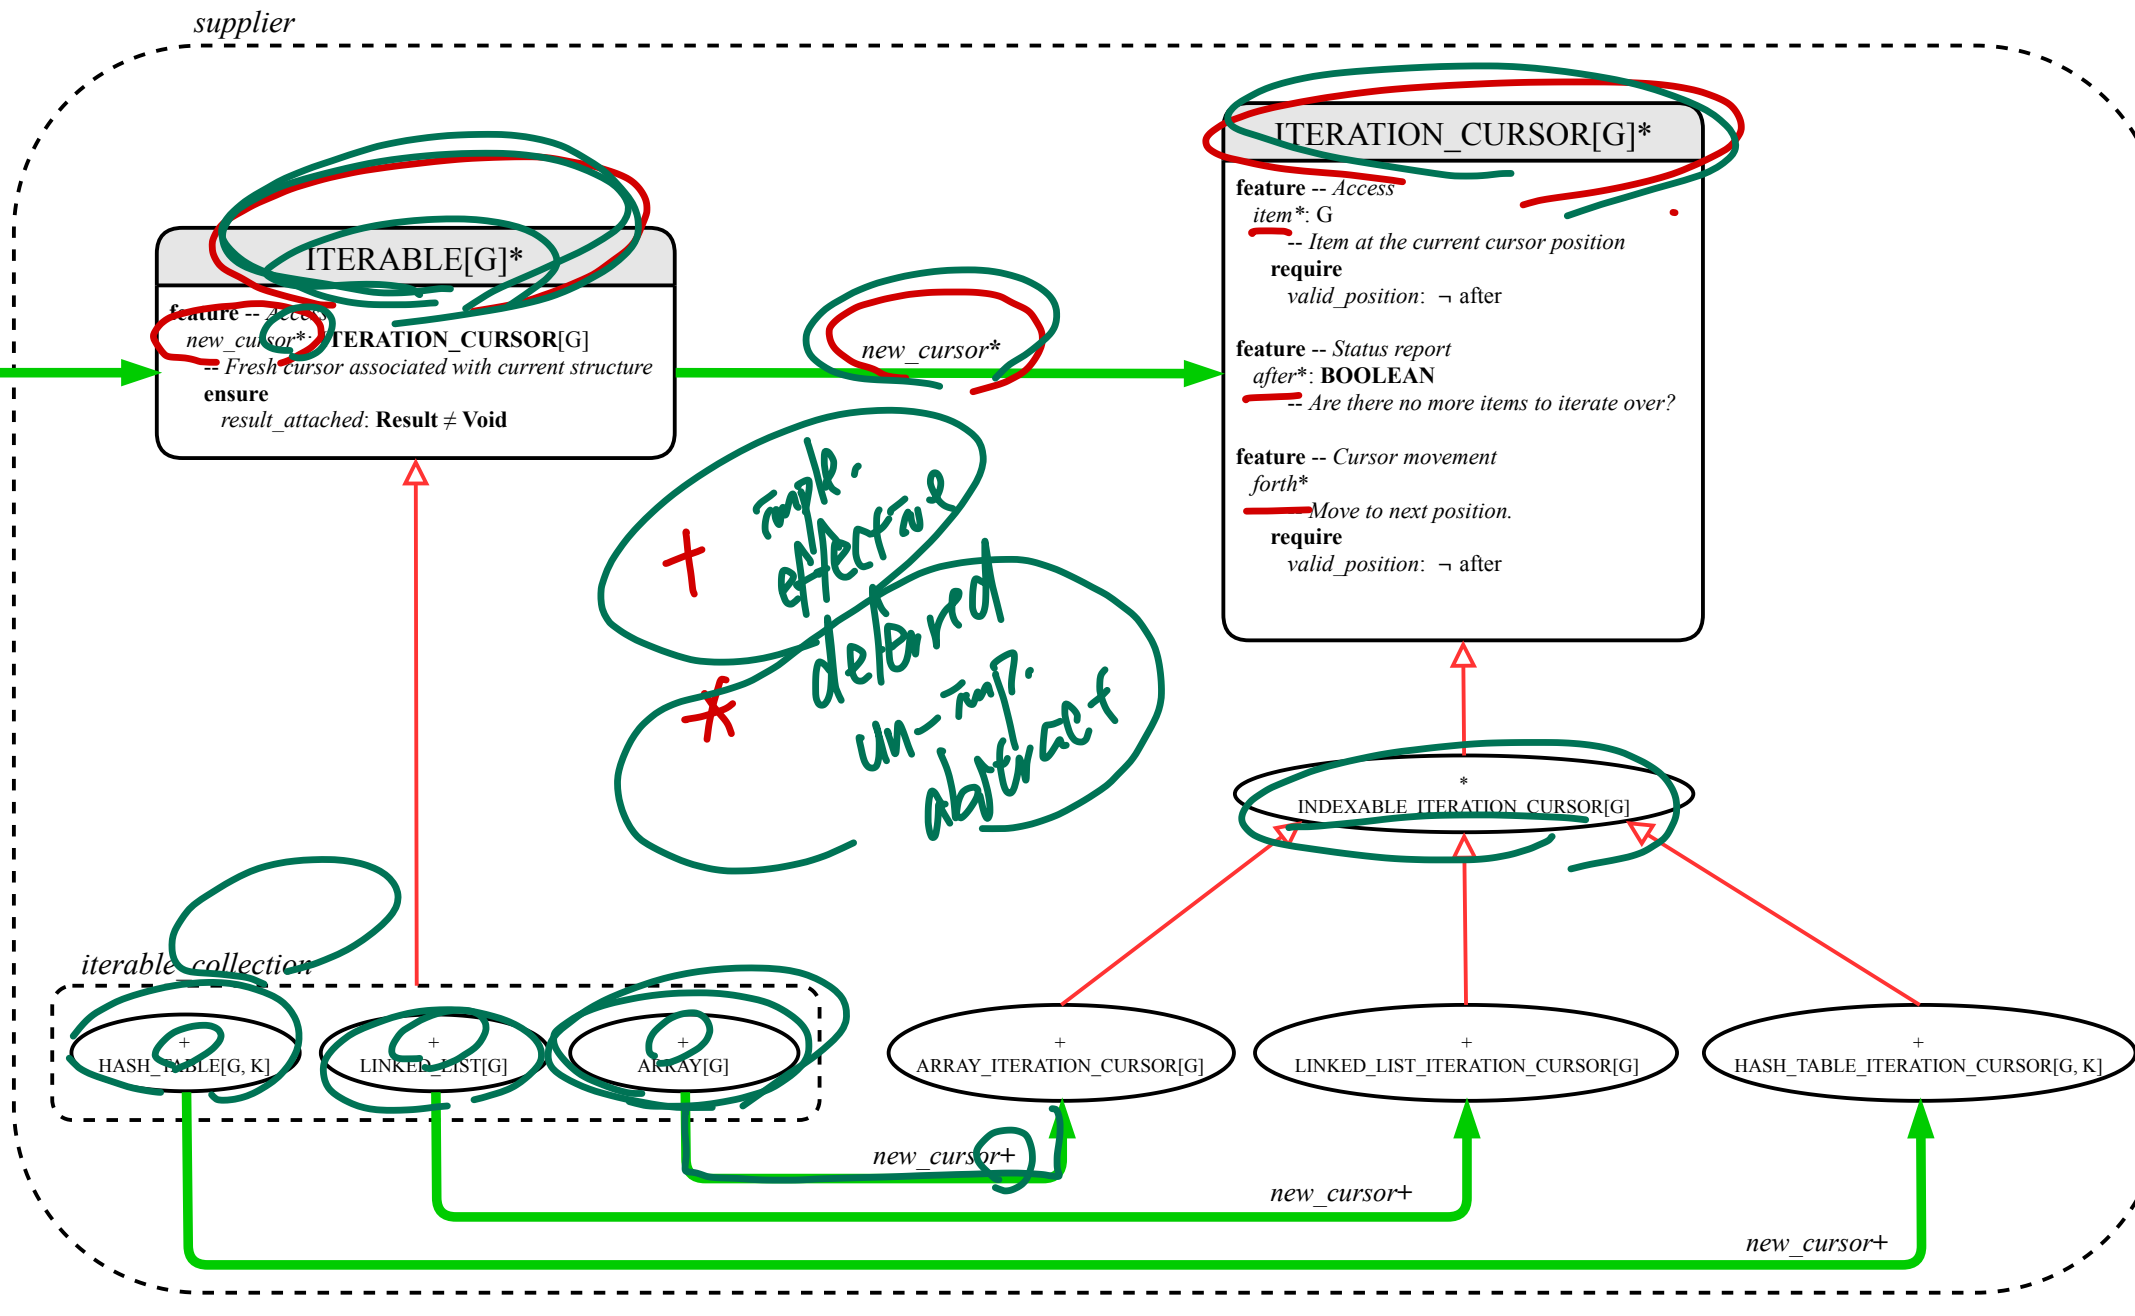 supplier
ITERABLE[G]*
feature -- Access
new_cursor*: ITERATION_CURSOR[G]
-- Fresh cursor associated with current structure
ensure
result_attached: Result ≠ Void
new_cursor*
ITERATION_CURSOR[G]*
feature -- Access
item*: G
-- Item at the current cursor position
require
valid_position: ¬ after
feature -- Status report
after*: BOOLEAN
-- Are there no more items to iterate over?
feature -- Cursor movement
forth*
-- Move to next position.
require
valid_position: ¬ after
+ imple.
effective
* deferred
un-imp.
abstract
*
INDEXABLE_ITERATION_CURSOR[G]
iterable_collection
+
HASH_TABLE[G, K]
+
LINKED_LIST[G]
+
ARRAY[G]
+
ARRAY_ITERATION_CURSOR[G]
+
LINKED_LIST_ITERATION_CURSOR[G]
+
HASH_TABLE_ITERATION_CURSOR[G, K]
new_cursor+
new_cursor+
new_cursor+